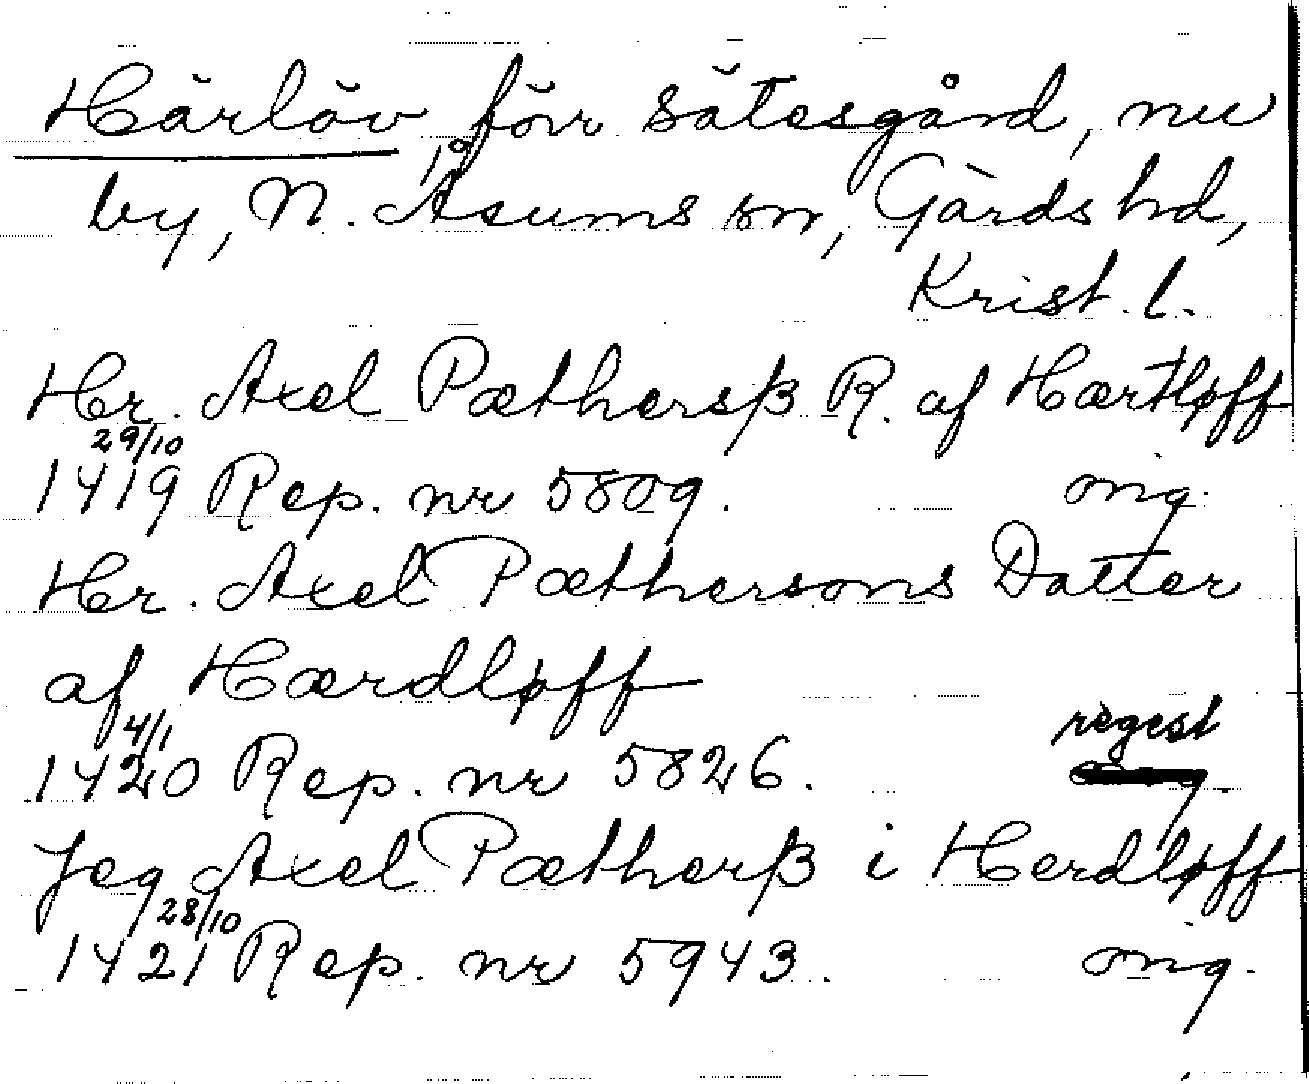 Härlöv, förr sätesgård, nu
by, N. Åsums sn, Gärds hd,
Krist. l.
Hr. Axel Pæthersß R. af Hærtløff
29/10
1419 Rep. nr 5809. orig.
Hr. Axel Pæthersons Datter
af Hærdløff
4/1 regest
1420 Rep. nr 5826.
Jeg Axel Pætherß i Herdløff
28/10
1421 Rep. nr 5943. orig.